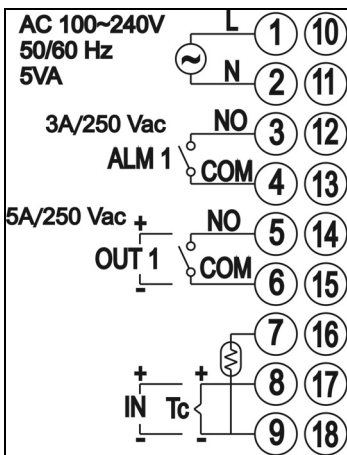 AC 100~240V L 1 10
50/60 Hz
5VA N 2 11
3A/250 Vac NO 3 12
ALM 1 COM 4 13
5A/250 Vac + NO 5 14
OUT 1 COM
- 6 15
7 16
+ + 8 17
IN Tc
- - 9 18